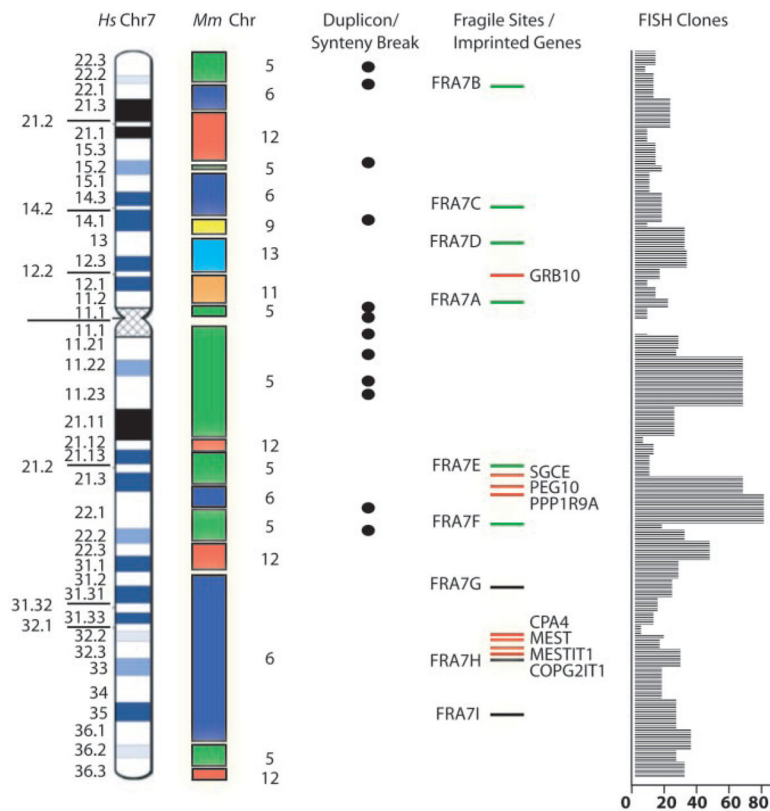 Hs Chr7
Mm Chr
Duplicon/
Synteny Break
Fragile Sites /
Imprinted Genes
FISH Clones
22.3
22.2
22.1
21.3
21.2
21.1
15.3
15.2
15.1
14.3
14.2
14.1
13
12.3
12.2
12.1
11.2
11.1
11.1
11.21
11.22
11.23
21.11
21.12
21.13
21.2
21.3
22.1
22.2
22.3
31.1
31.2
31.31
31.32
31.33
32.1
32.2
32.3
33
34
35
36.1
36.2
36.3
5
6
12
5
6
9
13
11
5
5
12
5
6
5
12
6
5
12
FRA7B
FRA7C
FRA7D
GRB10
FRA7A
FRA7E
SGCE
PEG10
PPP1R9A
FRA7F
FRA7G
CPA4
MEST
MESTIT1
FRA7H
COPG2IT1
FRA7I
0 20 40 60 80